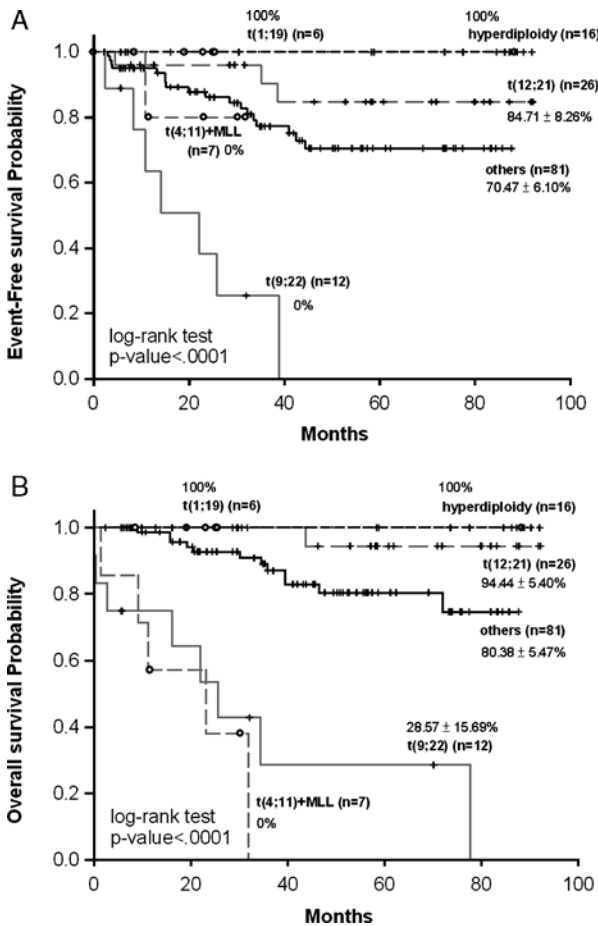 A
100%
t(1;19) (n=6)
100%
hyperdiploidy (n=16)
1.0
t(12;21) (n=26)
84.71 ± 8.26%
0.8
t(4;11)+MLL
(n=7) 0%
others (n=81)
70.47 ± 6.10%
0.6
0.4
t(9;22) (n=12)
0%
0.2
log-rank test
p-value<.0001
0.0
0 20 40 60 80 100
Months
Event-Free survival Probability
B
100%
t(1;19) (n=6)
100%
hyperdiploidy (n=16)
1.0
t(12;21) (n=26)
94.44 ± 5.40%
0.8
others (n=81)
80.38 ± 5.47%
0.6
0.4
28.57 ± 15.69%
t(9;22) (n=12)
0.2
t(4;11)+MLL (n=7)
0%
log-rank test
p-value<.0001
0.0
0 20 40 60 80 100
Months
Overall survival Probability